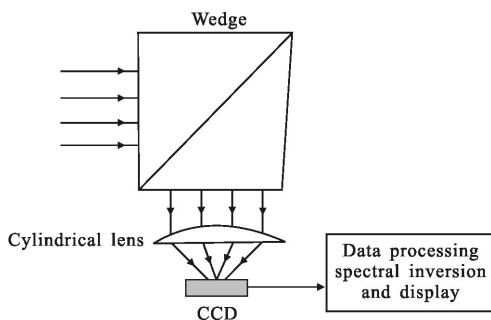 Wedge
Cylindrical lens
CCD
Data processing
spectral inversion
and display